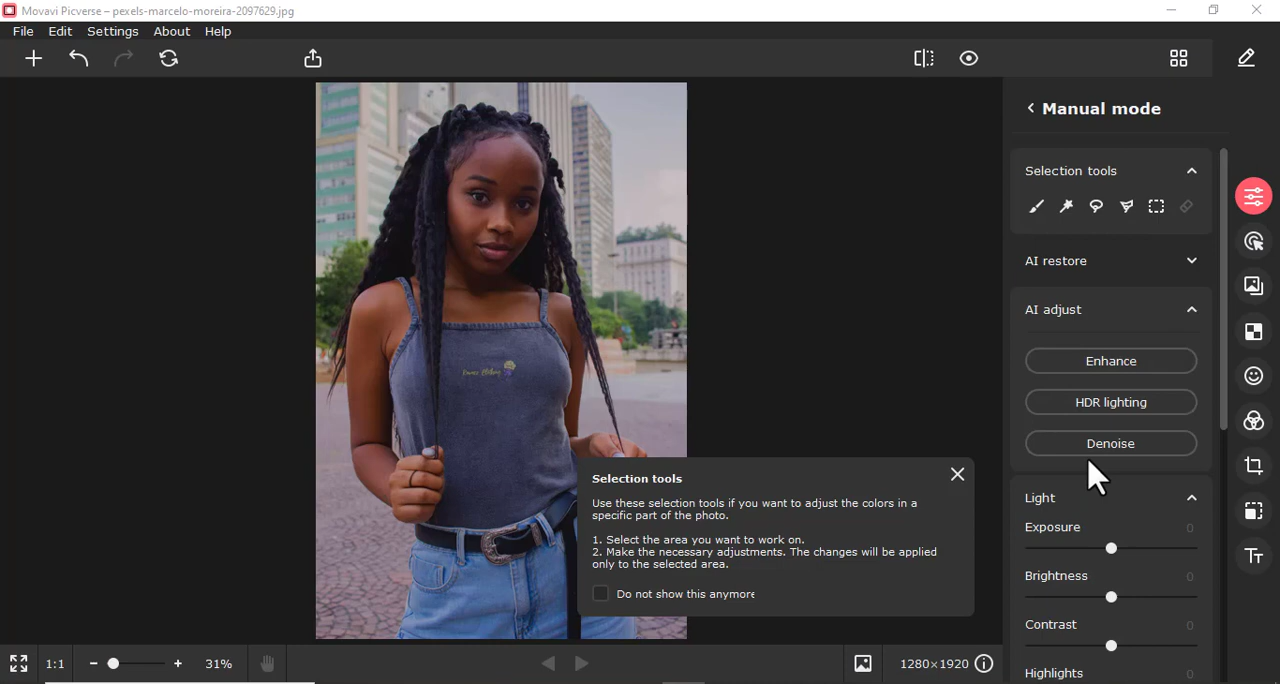 Movavi Picverse – pexels-marcelo-moreira-2097629.jpg
File Edit Settings About Help
Manual mode
Selection tools
AI restore
AI adjust
Enhance
HDR lighting
Denoise
Light
Exposure 0
Brightness 0
Contrast 0
Highlights 0
Selection tools
Use these selection tools if you want to adjust the colors in a
specific part of the photo.
1. Select the area you want to work on.
2. Make the necessary adjustments. The changes will be applied
only to the selected area.
Do not show this anymore
1:1 31% 1280×1920
Tт